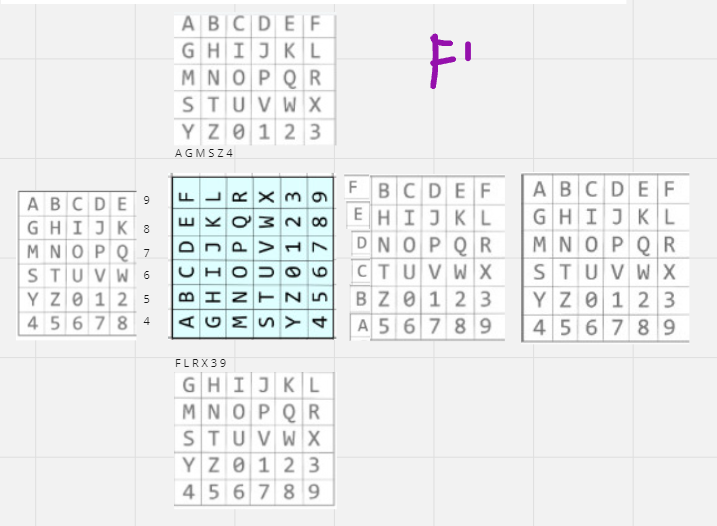 A B C D E F
G H I J K L
M N O P Q R
S T U V W X
Y Z 0 1 2 3
F'
AGMSZ4
A B C D E
G H I J K
M N O P Q
S T U V W
Y Z 0 1 2
4 5 6 7 8
9
8
7
6
5
4
A B C D E F
G H I J K L
M N O P Q R
S T U V W X
Y Z 0 1 2 3
4 5 6 7 8 9
F B C D E F
E H I J K L
D N O P Q R
C T U V W X
B Z 0 1 2 3
A 5 6 7 8 9
A B C D E F
G H I J K L
M N O P Q R
S T U V W X
Y Z 0 1 2 3
4 5 6 7 8 9
FLRX39
G H I J K L
M N O P Q R
S T U V W X
Y Z 0 1 2 3
4 5 6 7 8 9